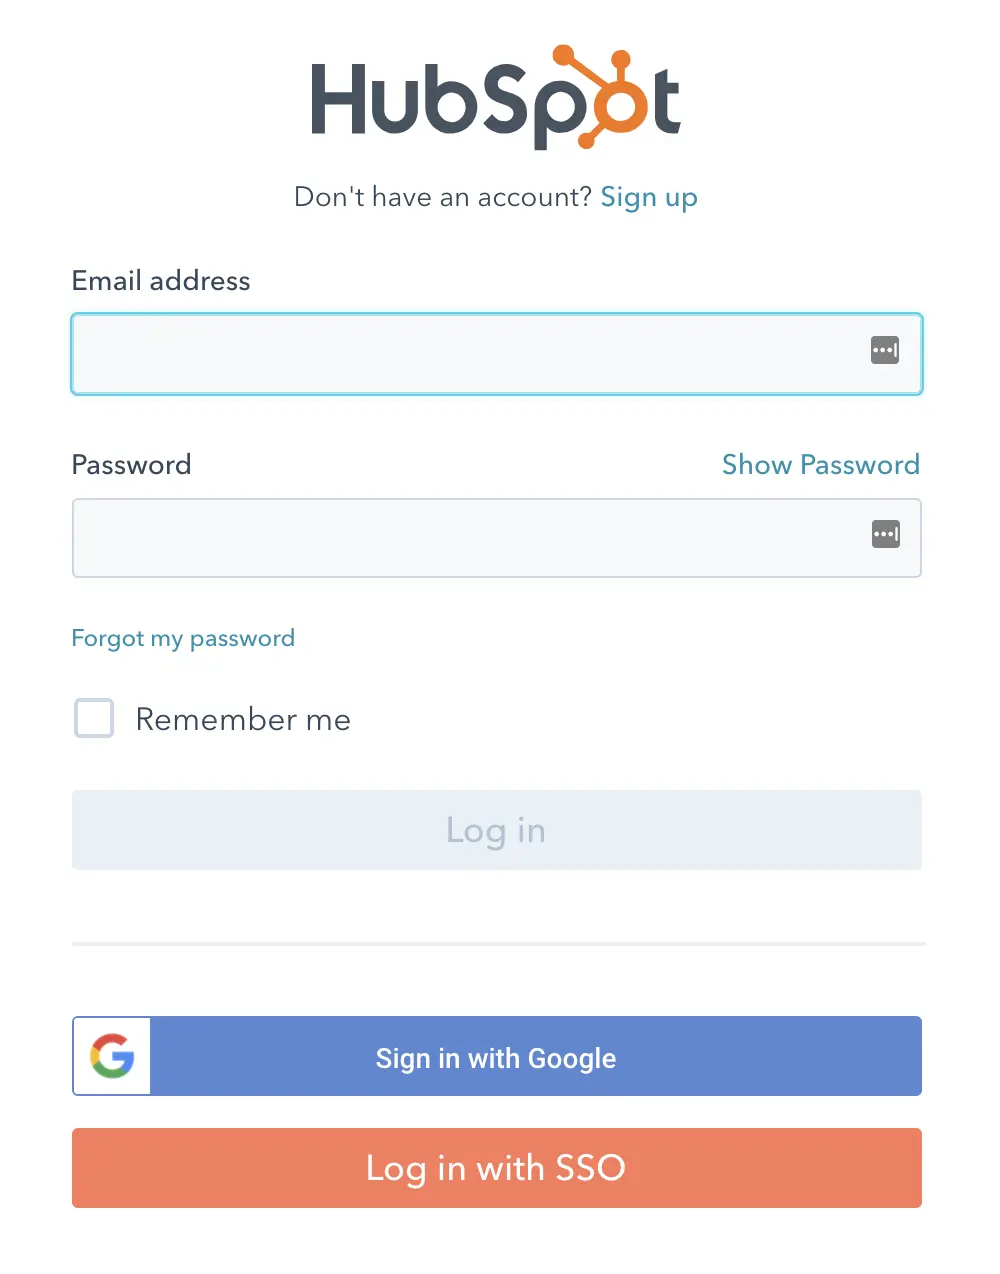 HubSpot
Don't have an account? Sign up
Email address
Password Show Password
Forgot my password
Remember me
Log in
Sign in with Google
Log in with SSO